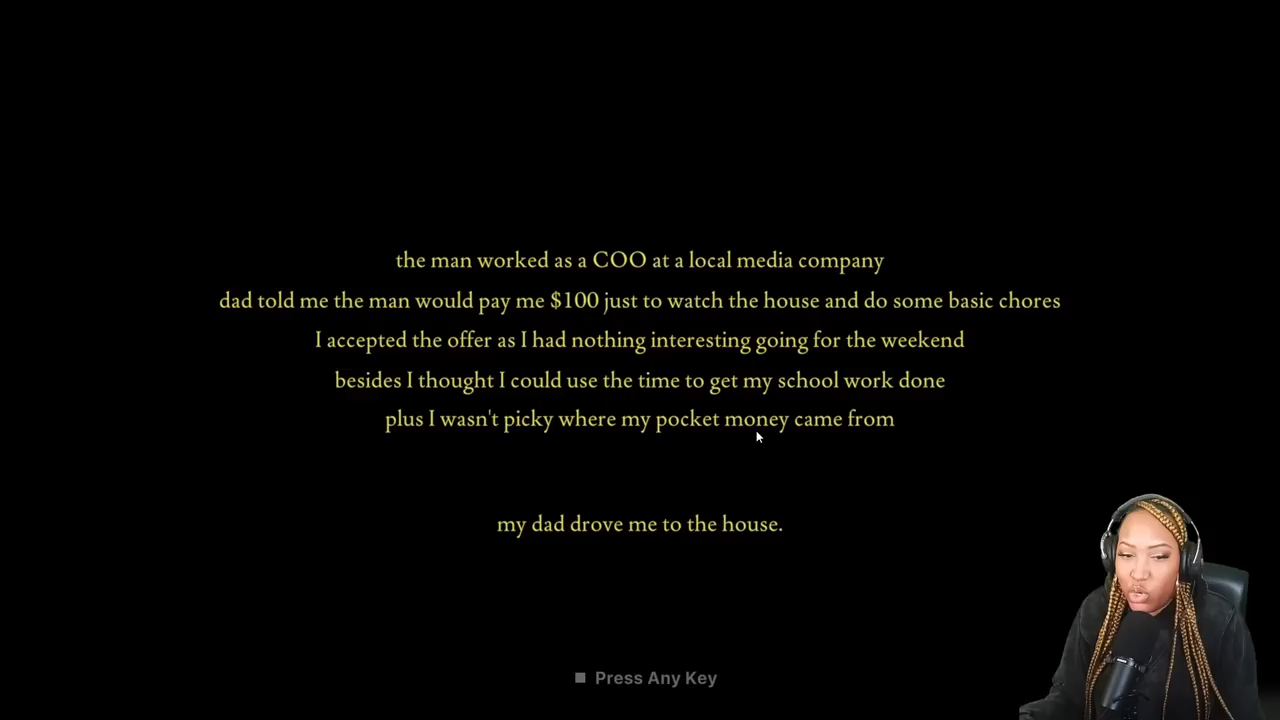 the man worked as a COO at a local media company
dad told me the man would pay me $100 just to watch the house and do some basic chores
I accepted the offer as I had nothing interesting going for the weekend
besides I thought I could use the time to get my school work done
plus I wasn't picky where my pocket money came from
my dad drove me to the house.
Press Any Key